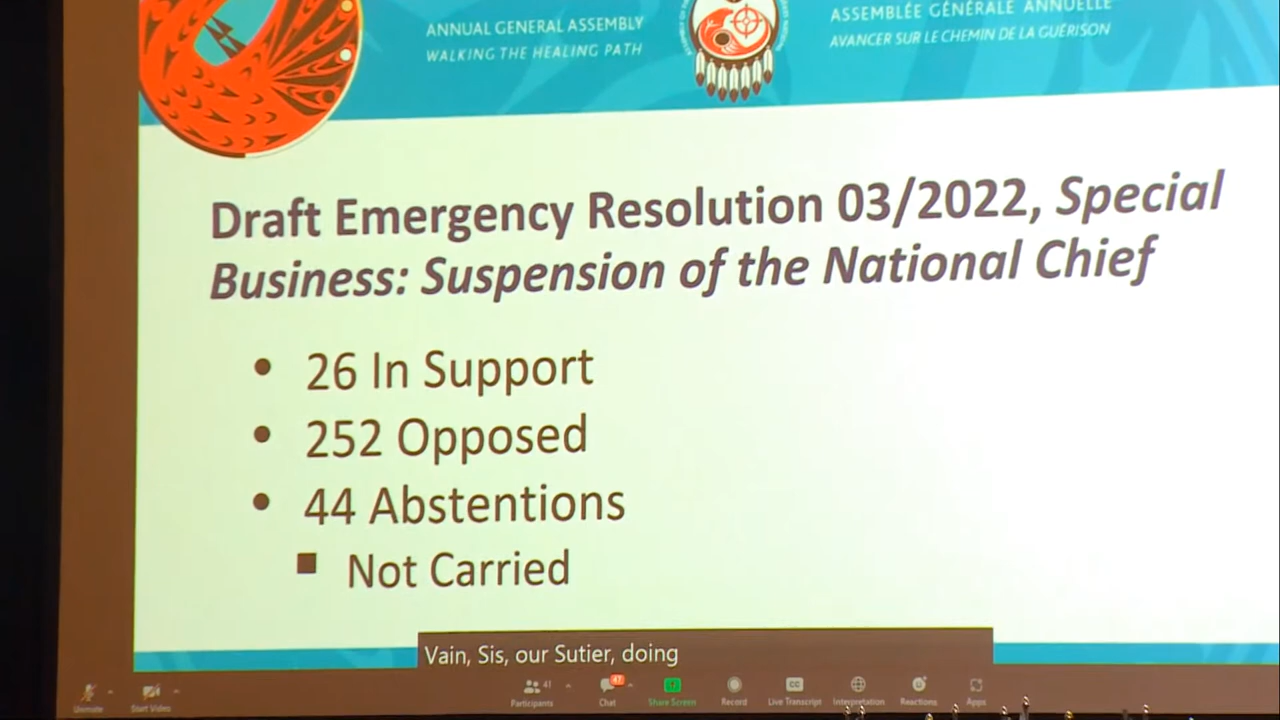 ANNUAL GENERAL ASSEMBLY
WALKING THE HEALING PATH
ASSEMBLÉE GÉNÉRALE ANNUELLE
AVANCER SUR LE CHEMIN DE LA GUÉRISON
Draft Emergency Resolution 03/2022, Special
Business: Suspension of the National Chief
• 26 In Support
• 252 Opposed
• 44 Abstentions
■ Not Carried
Vain, Sis, our Sutier, doing
41
47
CC
Unmute
Start Video
Participants
Chat
Share Screen
Record
Live Transcript
Interpretation
Reactions
Apps